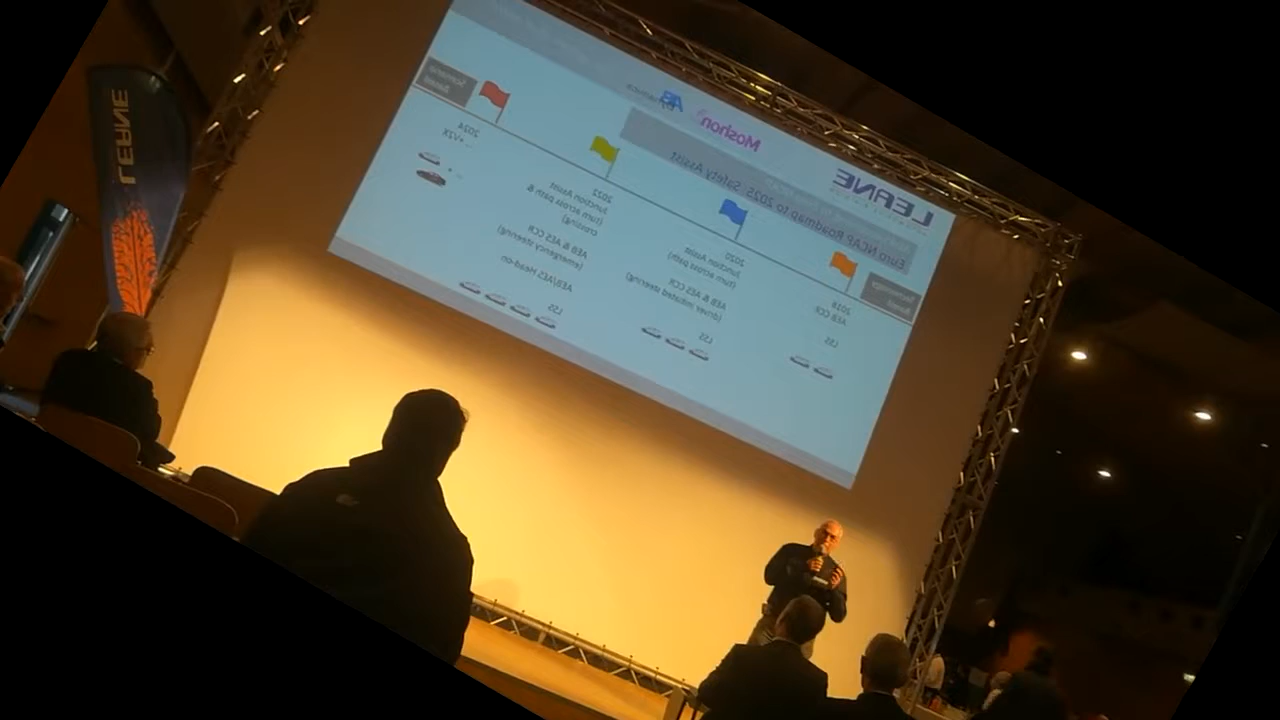 LEANE
Moshon
AB Dynamics
Euro NCAP Roadmap to 2025 Safety Assist
2018
AEB CCR
LSS
2020
Junction Assist
(turn across path)
AEB & AES CCR
(driver initiated steering)
LSS
2022
Junction Assist
(turn across path &
crossing)
AEB & AES CCR
(emergency steering)
AEB/AES Head-on
LSS
2024
...+V2X
LEANE